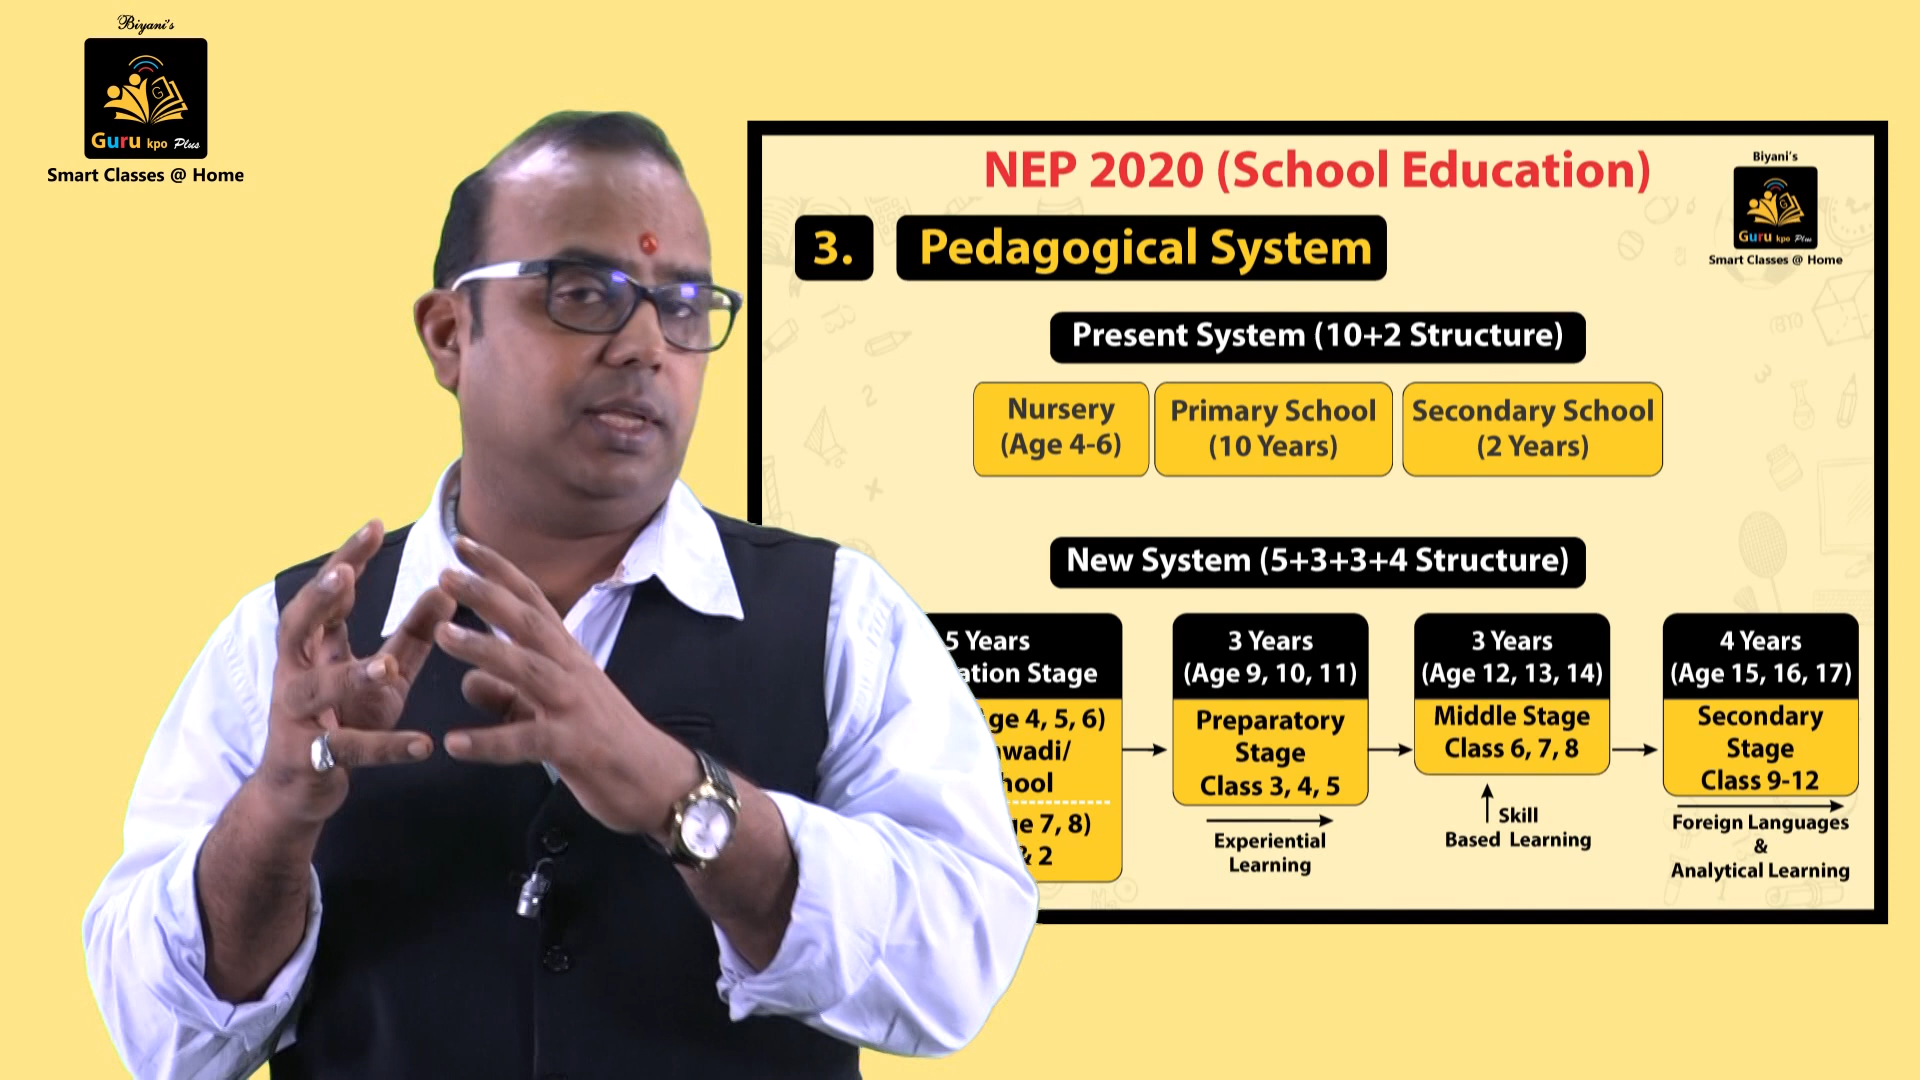 Biyani's
Guru kpo Plus
Smart Classes @ Home
NEP 2020 (School Education)
Biyani's
Guru kpo Plus
Smart Classes @ Home
3.
Pedagogical System
Present System (10+2 Structure)
Nursery
(Age 4-6)
Primary School
(10 Years)
Secondary School
(2 Years)
New System (5+3+3+4 Structure)
5 Years
Stage
4, 5, 6)
7, 8)
& 2
3 Years
(Age 9, 10, 11)
Preparatory
Stage
Class 3, 4, 5
Experiential
Learning
3 Years
(Age 12, 13, 14)
Middle Stage
Class 6, 7, 8
Skill
Based Learning
4 Years
(Age 15, 16, 17)
Secondary
Stage
Class 9-12
Foreign Languages
&
Analytical Learning